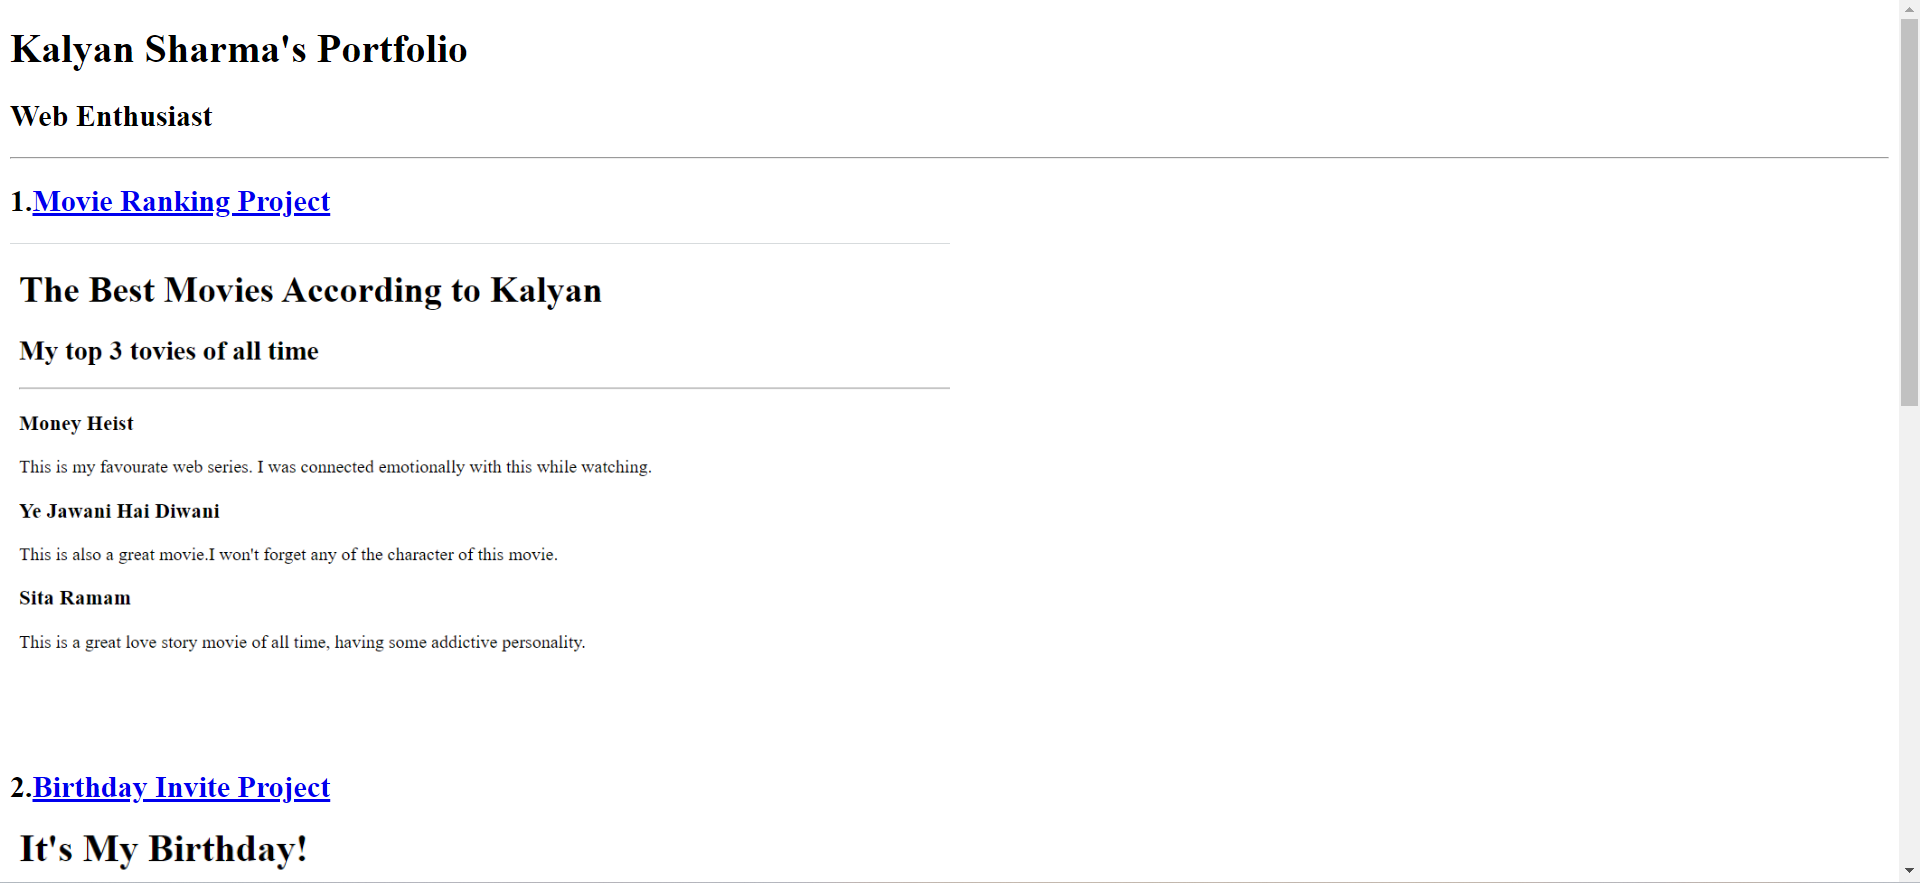 Kalyan Sharma's Portfolio
Web Enthusiast
1.Movie Ranking Project
The Best Movies According to Kalyan
My top 3 tovies of all time
Money Heist
This is my favourate web series. I was connected emotionally with this while watching.
Ye Jawani Hai Diwani
This is also a great movie.I won't forget any of the character of this movie.
Sita Ramam
This is a great love story movie of all time, having some addictive personality.
2.Birthday Invite Project
It's My Birthday!